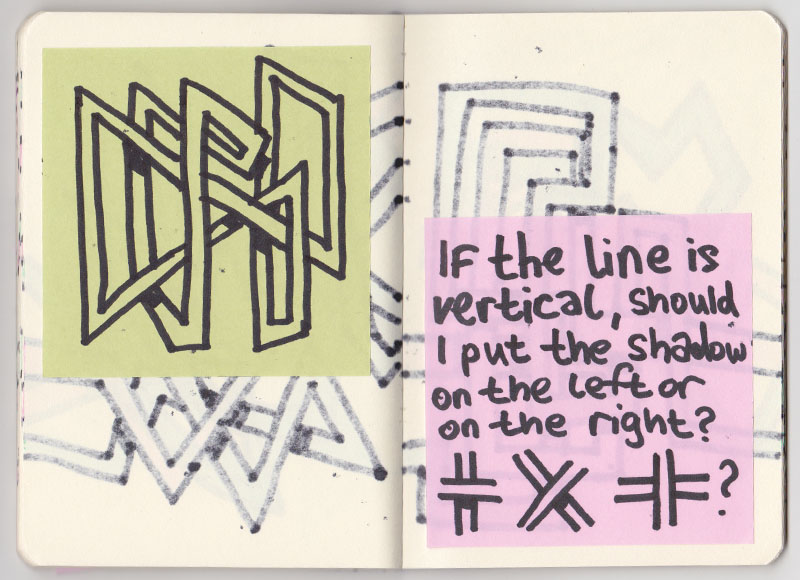 If the line is
vertical, should
I put the shadow
on the left or
on the right?
?